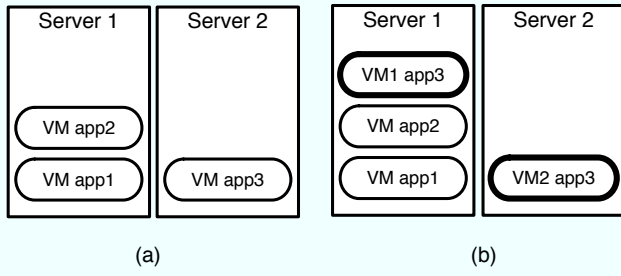 Server 1
Server 2
VM app2
VM app1
VM app3
(a)
Server 1
Server 2
VM1 app3
VM app2
VM app1
VM2 app3
(b)